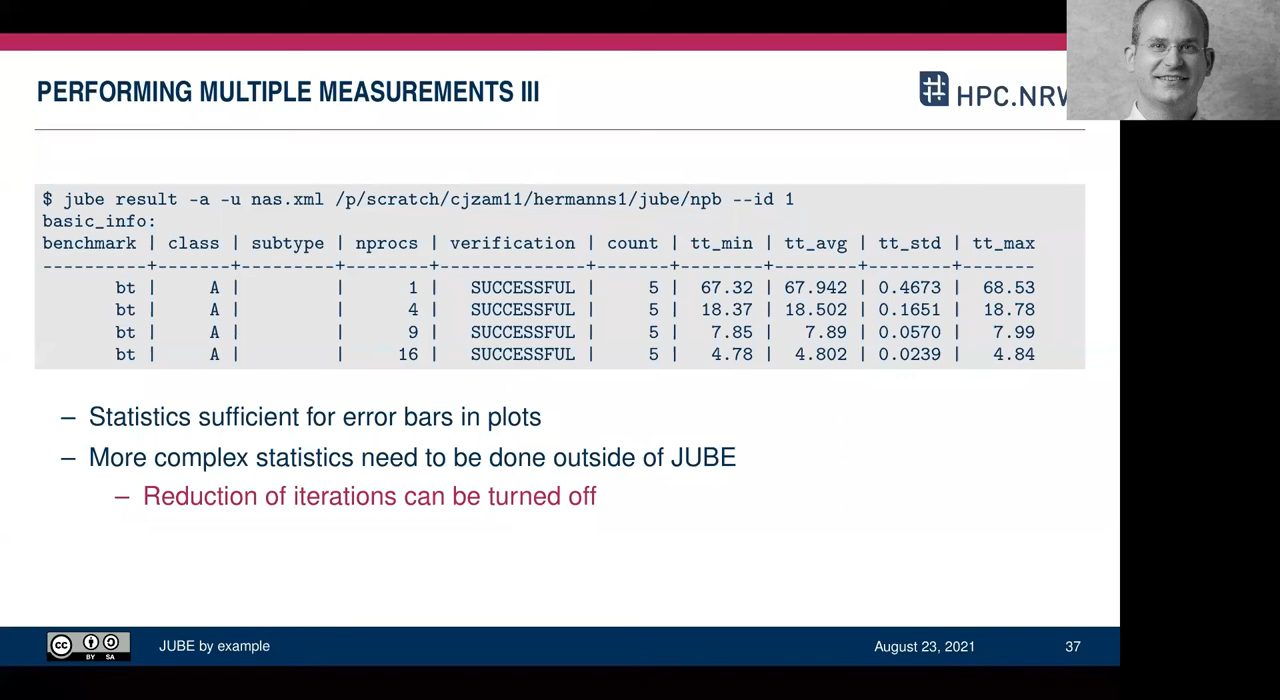 PERFORMING MULTIPLE MEASUREMENTS III
HPC.NRW
$ jube result -a -u nas.xml /p/scratch/cjzam11/hermanns1/jube/npb --id 1
basic_info:
benchmark | class | subtype | nprocs | verification | count | tt_min | tt_avg | tt_std | tt_max
----------+-------+---------+--------+--------------+-------+--------+--------+--------+-------
bt | A | | 1 | SUCCESSFUL | 5 | 67.32 | 67.942 | 0.4673 | 68.53
bt | A | | 4 | SUCCESSFUL | 5 | 18.37 | 18.502 | 0.1651 | 18.78
bt | A | | 9 | SUCCESSFUL | 5 | 7.85 | 7.89 | 0.0570 | 7.99
bt | A | | 16 | SUCCESSFUL | 5 | 4.78 | 4.802 | 0.0239 | 4.84
– Statistics sufficient for error bars in plots
– More complex statistics need to be done outside of JUBE
– Reduction of iterations can be turned off
cc BY SA
JUBE by example
August 23, 2021
37